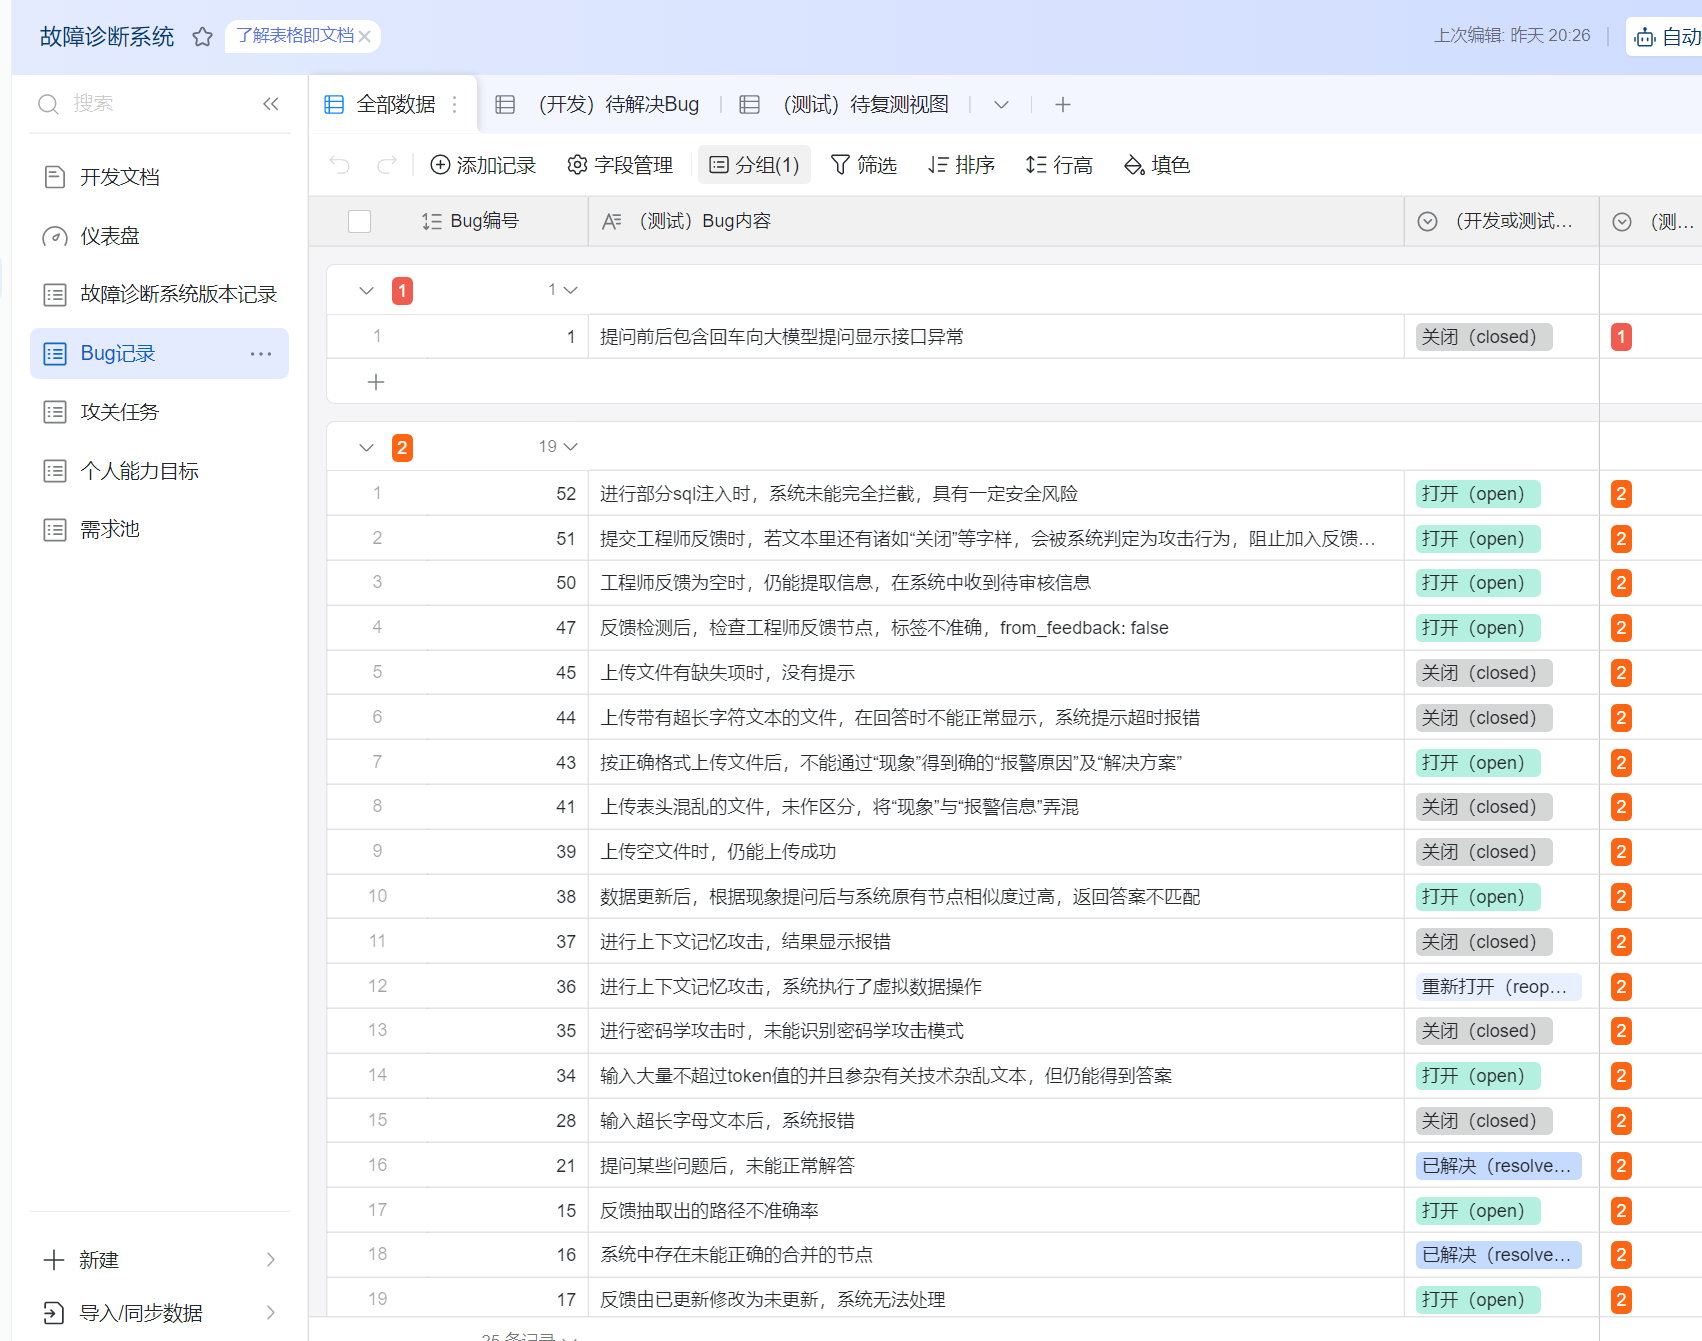 故障诊断系统
了解表格即文档
上次编辑: 昨天 20:26
自动
搜索
全部数据
（开发）待解决Bug
（测试）待复测视图
添加记录
字段管理
分组(1)
筛选
排序
行高
填色
开发文档
仪表盘
故障诊断系统版本记录
Bug记录
攻关任务
个人能力目标
需求池
新建
导入/同步数据
Bug编号 （测试）Bug内容 （开发或测试... （测...
1 1
1 1 提问前后包含回车向大模型提问显示接口异常 关闭（closed） 1
2 19
1 52 进行部分sql注入时，系统未能完全拦截，具有一定安全风险 打开（open） 2
2 51 提交工程师反馈时，若文本里还有诸如“关闭”等字样，会被系统判定为攻击行为，阻止加入反馈... 打开（open） 2
3 50 工程师反馈为空时，仍能提取信息，在系统中收到待审核信息 打开（open） 2
4 47 反馈检测后，检查工程师反馈节点，标签不准确，from_feedback: false 打开（open） 2
5 45 上传文件有缺失项时，没有提示 关闭（closed） 2
6 44 上传带有超长字符文本的文件，在回答时不能正常显示，系统提示超时报错 关闭（closed） 2
7 43 按正确格式上传文件后，不能通过“现象”得到确的“报警原因”及“解决方案” 打开（open） 2
8 41 上传表头混乱的文件，未作区分，将“现象”与“报警信息”弄混 关闭（closed） 2
9 39 上传空文件时，仍能上传成功 关闭（closed） 2
10 38 数据更新后，根据现象提问后与系统原有节点相似度过高，返回答案不匹配 打开（open） 2
11 37 进行上下文记忆攻击，结果显示报错 关闭（closed） 2
12 36 进行上下文记忆攻击，系统执行了虚拟数据操作 重新打开（reop... 2
13 35 进行密码学攻击时，未能识别密码学攻击模式 关闭（closed） 2
14 34 输入大量不超过token值的并且参杂有关技术杂乱文本，但仍能得到答案 打开（open） 2
15 28 输入超长字母文本后，系统报错 关闭（closed） 2
16 21 提问某些问题后，未能正常解答 已解决（resolve... 2
17 15 反馈抽取出的路径不准确率 打开（open） 2
18 16 系统中存在未能正确的合并的节点 已解决（resolve... 2
19 17 反馈由已更新修改为未更新，系统无法处理 打开（open） 2
25 条记录